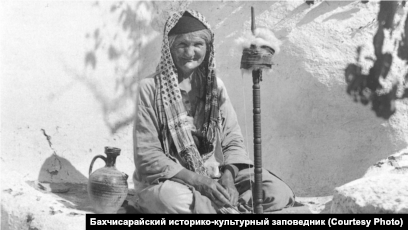 Бахчисарайский историко-культурный заповедник (Courtesy Photo)